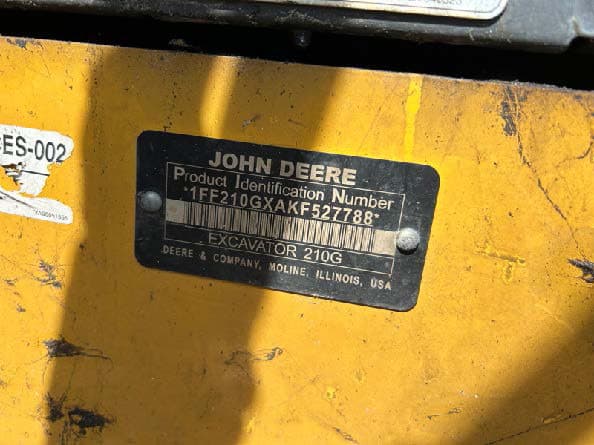 JOHN DEERE
Product Identification Number
*1FF210GXAKF527788*
EXCAVATOR 210G
DEERE & COMPANY, MOLINE, ILLINOIS, USA
ES-002